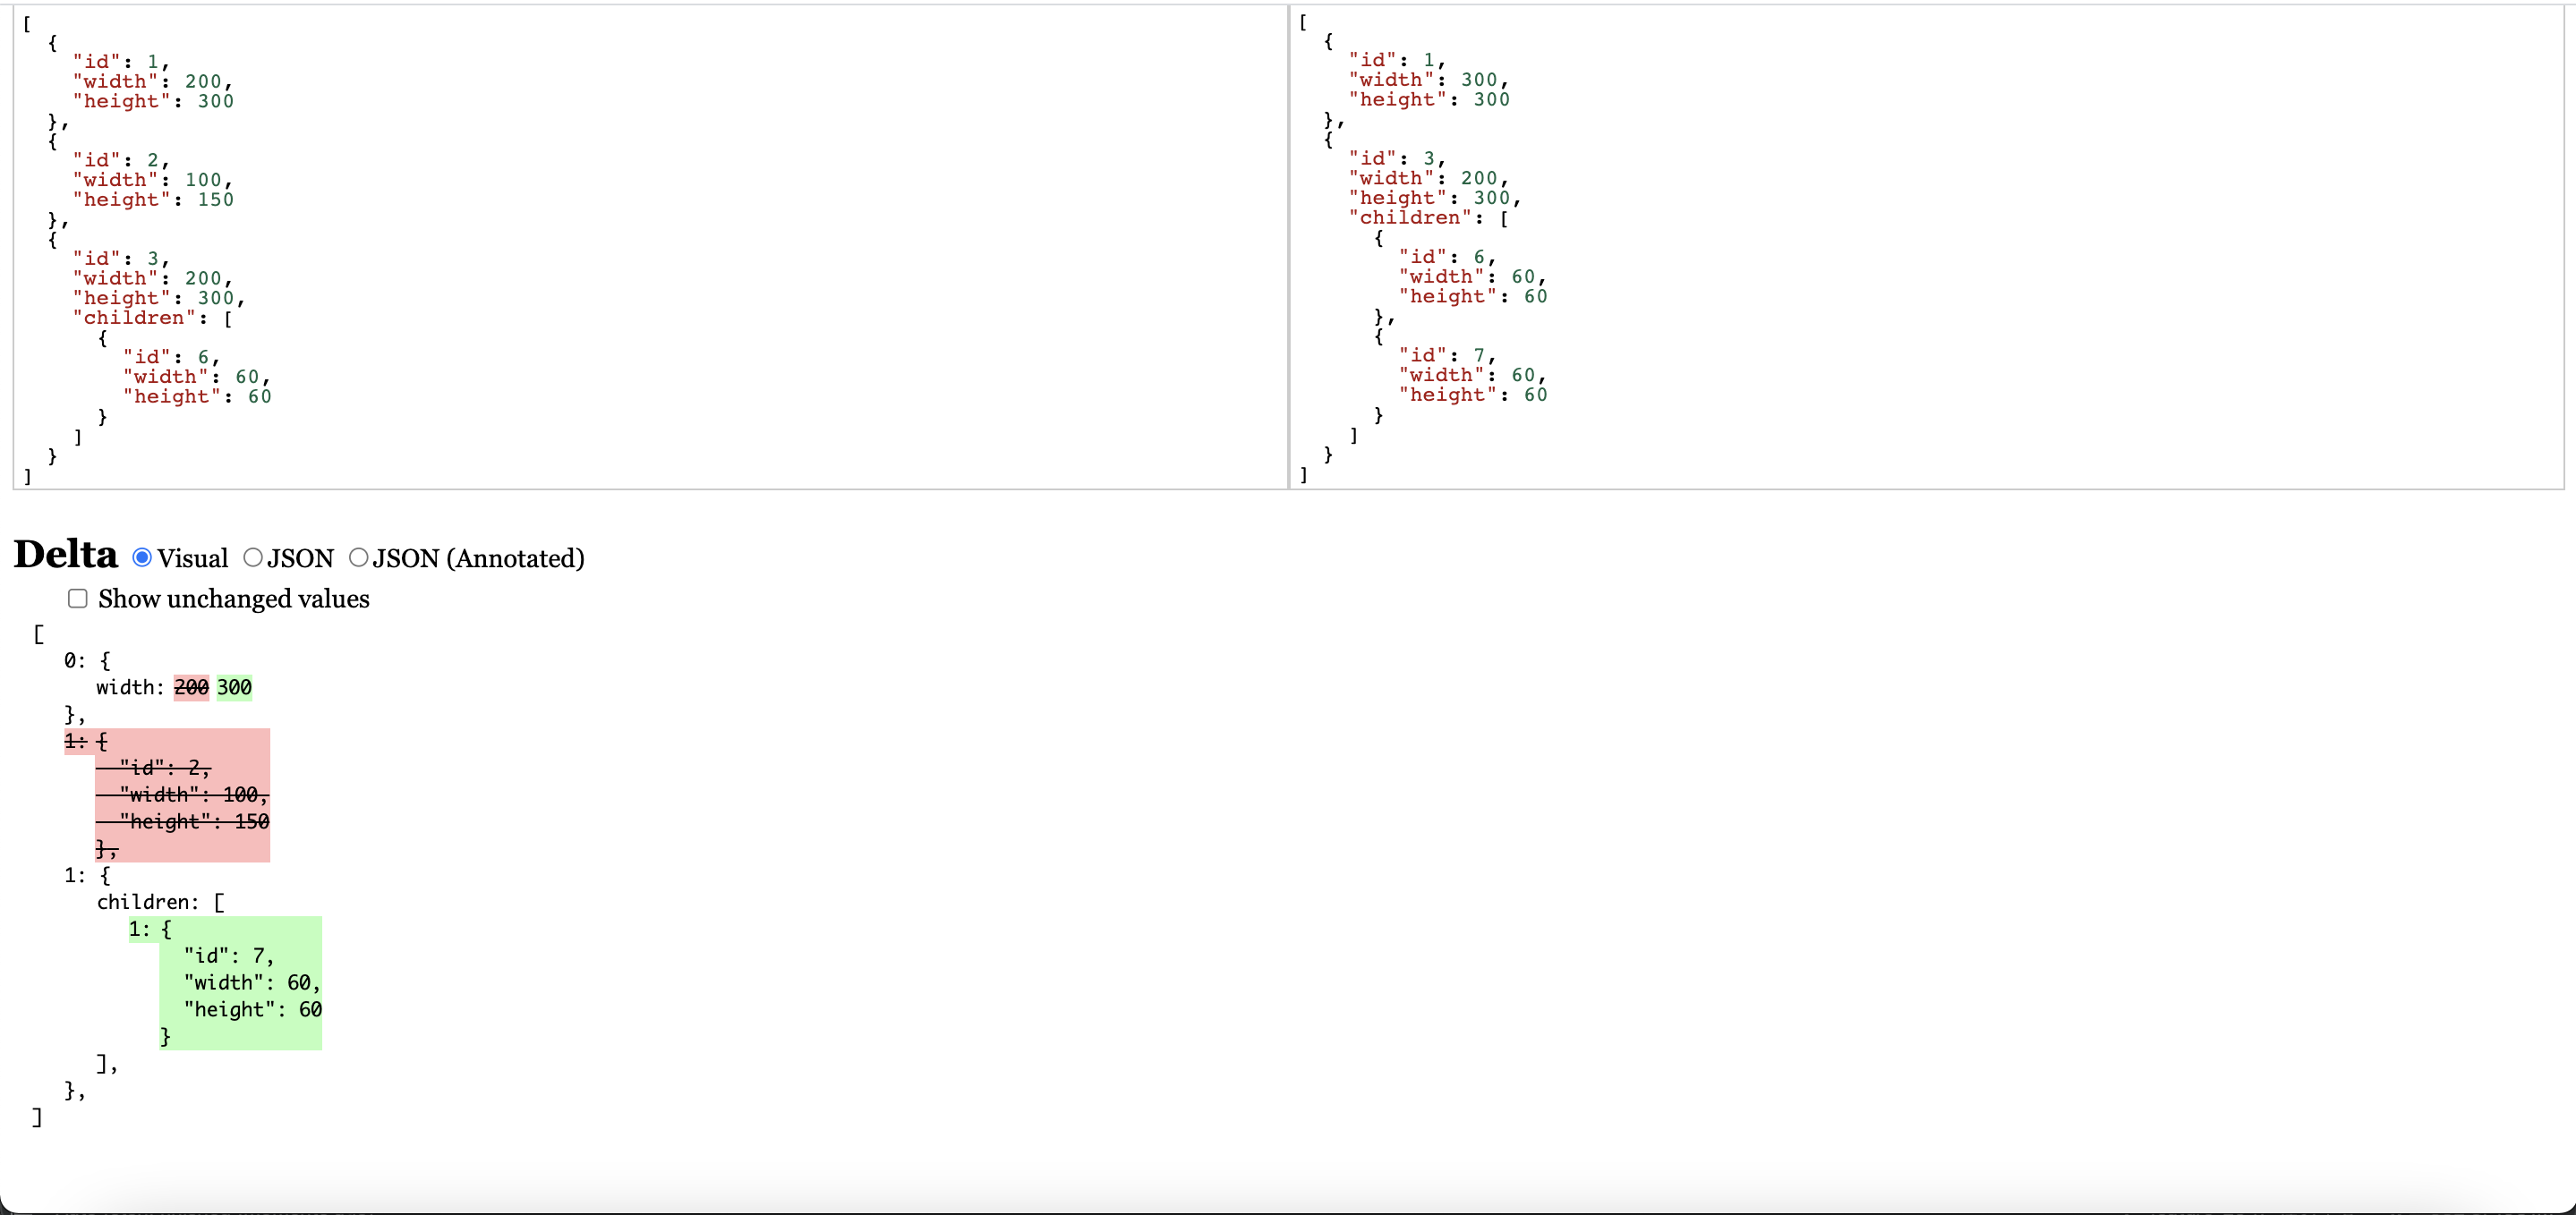 [
  {
    "id": 1,
    "width": 200,
    "height": 300
  },
  {
    "id": 2,
    "width": 100,
    "height": 150
  },
  {
    "id": 3,
    "width": 200,
    "height": 300,
    "children": [
      {
        "id": 6,
        "width": 60,
        "height": 60
      }
    ]
  }
]
[
  {
    "id": 1,
    "width": 300,
    "height": 300
  },
  {
    "id": 3,
    "width": 200,
    "height": 300,
    "children": [
      {
        "id": 6,
        "width": 60,
        "height": 60
      },
      {
        "id": 7,
        "width": 60,
        "height": 60
      }
    ]
  }
]
Delta Visual JSON JSON (Annotated)
Show unchanged values
[
  0: {
    width: 200 300
  },
  1: {
      "id": 2,
      "width": 100,
      "height": 150
    },
  1: {
    children: [
      1: {
          "id": 7,
          "width": 60,
          "height": 60
        }
    ],
  },
]